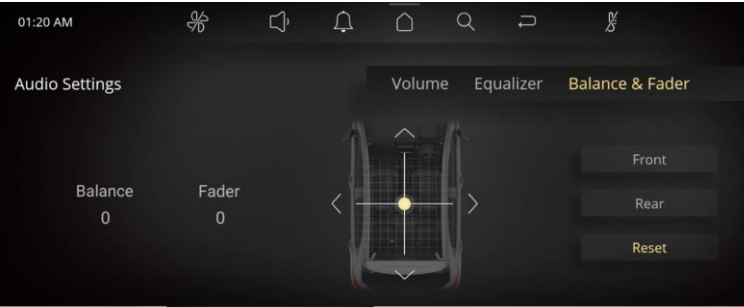 01:20 AM
Audio Settings
Volume Equalizer Balance & Fader
Front
Balance Fader
0 0
Rear
Reset